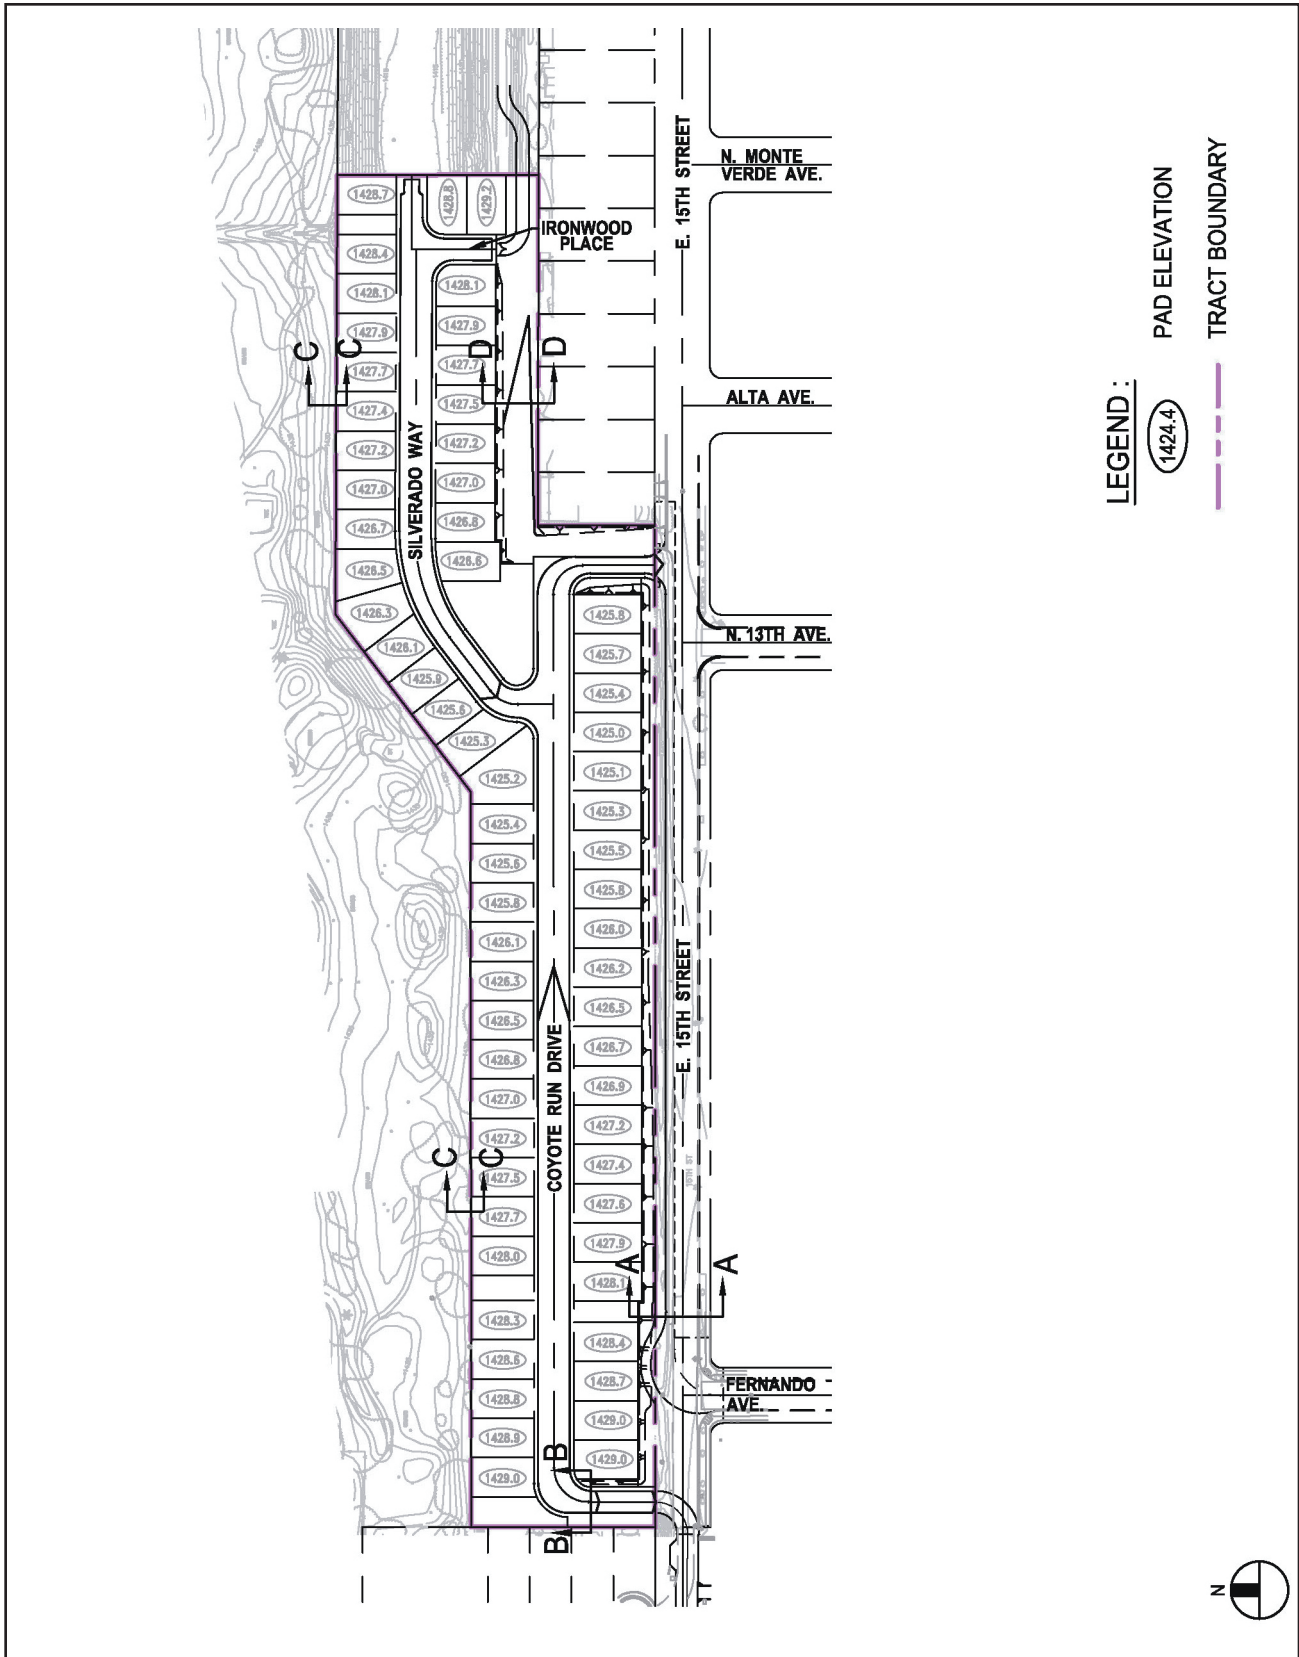 N. MONTE
VERDE AVE.
E. 15TH STREET
1428.7
1428.8
1429.2
IRONWOOD
PLACE
1428.4
1428.1
1427.9
1427.7
1427.4
1427.2
1427.0
1426.7
1426.5
1426.3
1426.1
1425.9
1425.6
1425.3
1425.2
1425.4
1425.6
1425.8
1426.1
1426.3
1426.5
1426.8
1427.0
1427.2
1427.5
1427.7
1428.0
1428.3
1428.6
1428.8
1428.9
1429.0
C
C
SILVERADO WAY
1428.1
1427.9
1427.7
1427.5
1427.2
1427.0
1426.8
1426.6
D
D
ALTA AVE.
N. 13TH AVE.
1425.8
1425.7
1425.4
1425.0
1425.1
1425.3
1425.5
1425.8
1426.0
1426.2
1426.5
1426.7
1426.9
1427.2
1427.4
1427.6
1427.9
1428.1
1428.4
1428.7
1429.0
1429.0
E. 15TH STREET
COYOTE RUN DRIVE
15TH ST
C
C
A
A
B
B
FERNANDO
AVE.
LEGEND :
1424.4
PAD ELEVATION
TRACT BOUNDARY
N